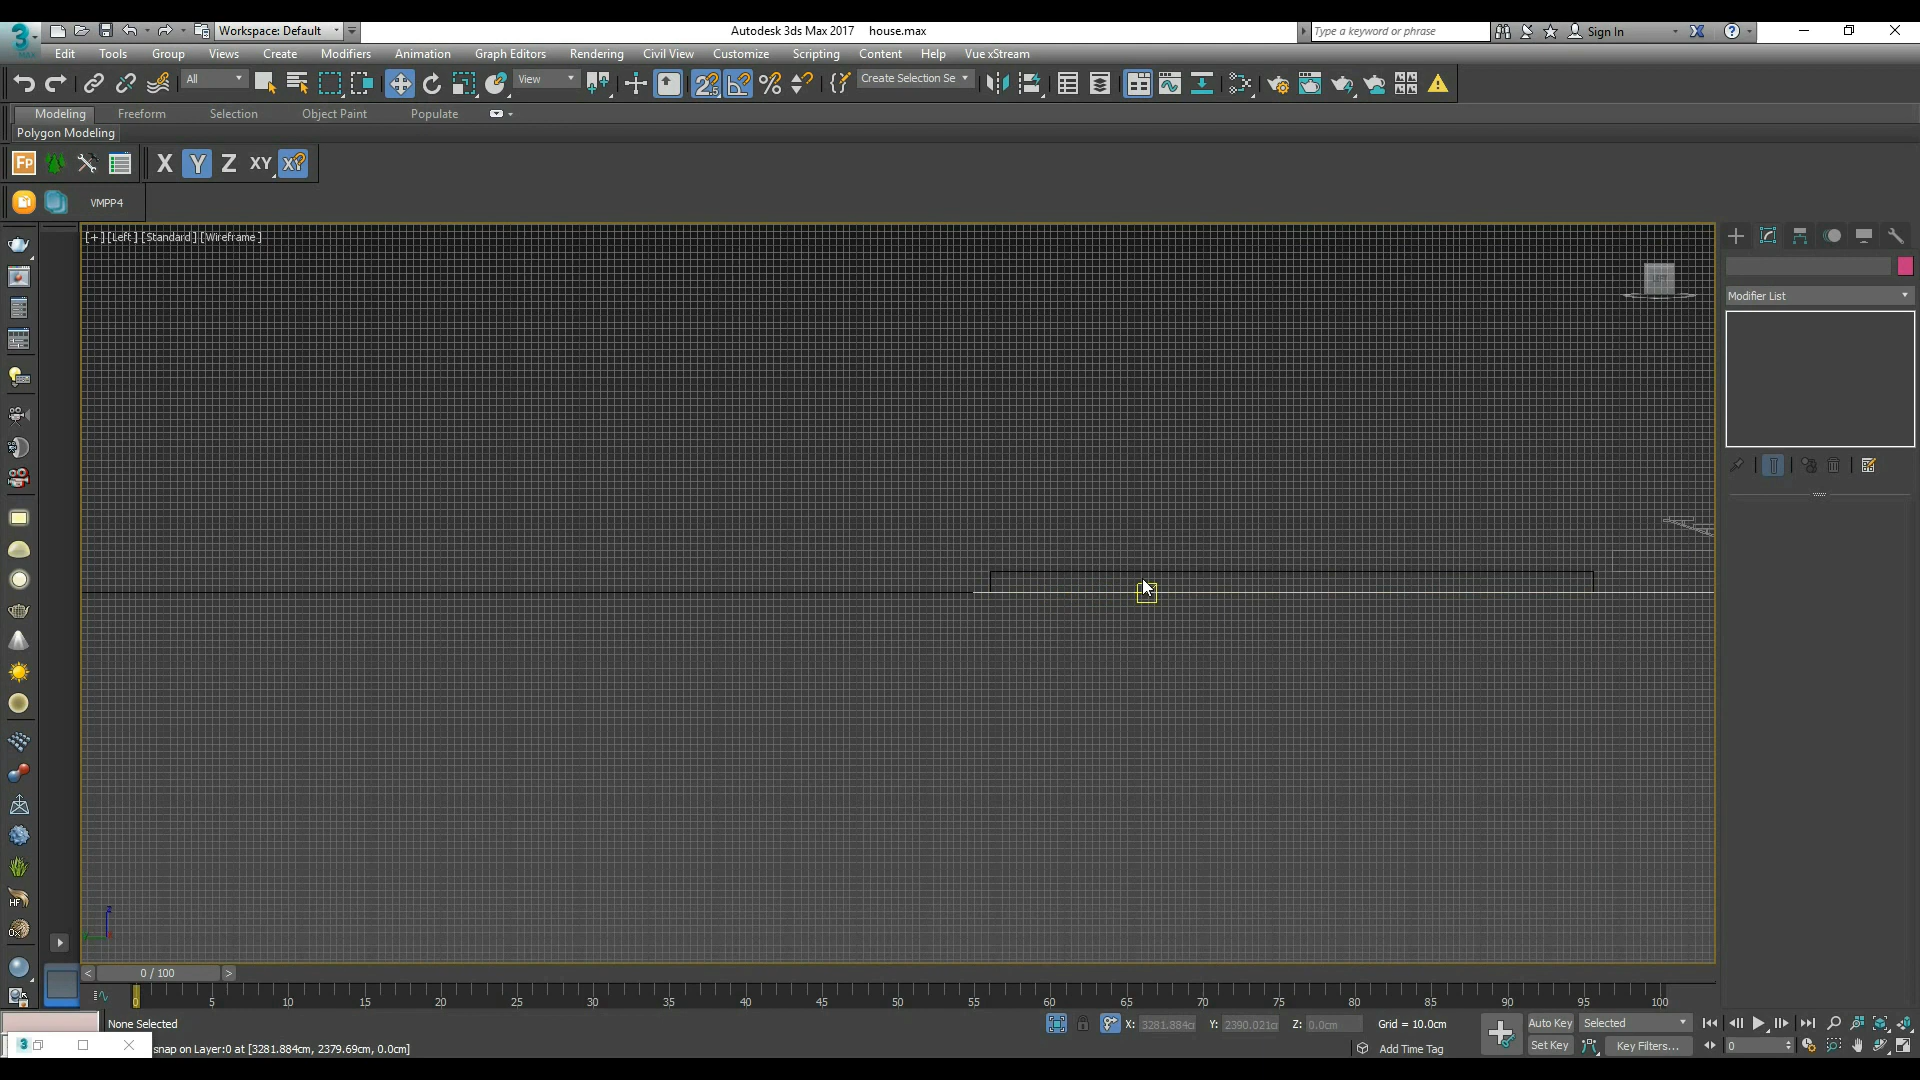 Workspace: Default
Autodesk 3ds Max 2017 house.max
Type a keyword or phrase
Sign In
MAX
Edit Tools Group Views Create Modifiers Animation Graph Editors Rendering Civil View Customize Scripting Content Help Vue xStream
All
View
Create Selection Se
Modeling Freeform Selection Object Paint Populate
Polygon Modeling
FP
X Y Z XY XY
VMPP4
[+] [Left] [Standard] [Wireframe]
Modifier List
HF
z
< 0 / 100 >
0 5 10 15 20 25 30 35 40 45 50 55 60 65 70 75 80 85 90 95 100
None Selected
X: 3281.884c Y: 2390.021c Z: 0.0cm
Grid = 10.0cm
Auto Key
Selected
snap on Layer:0 at [3281.884cm, 2379.69cm, 0.0cm]
Add Time Tag
Set Key
Key Filters...
0